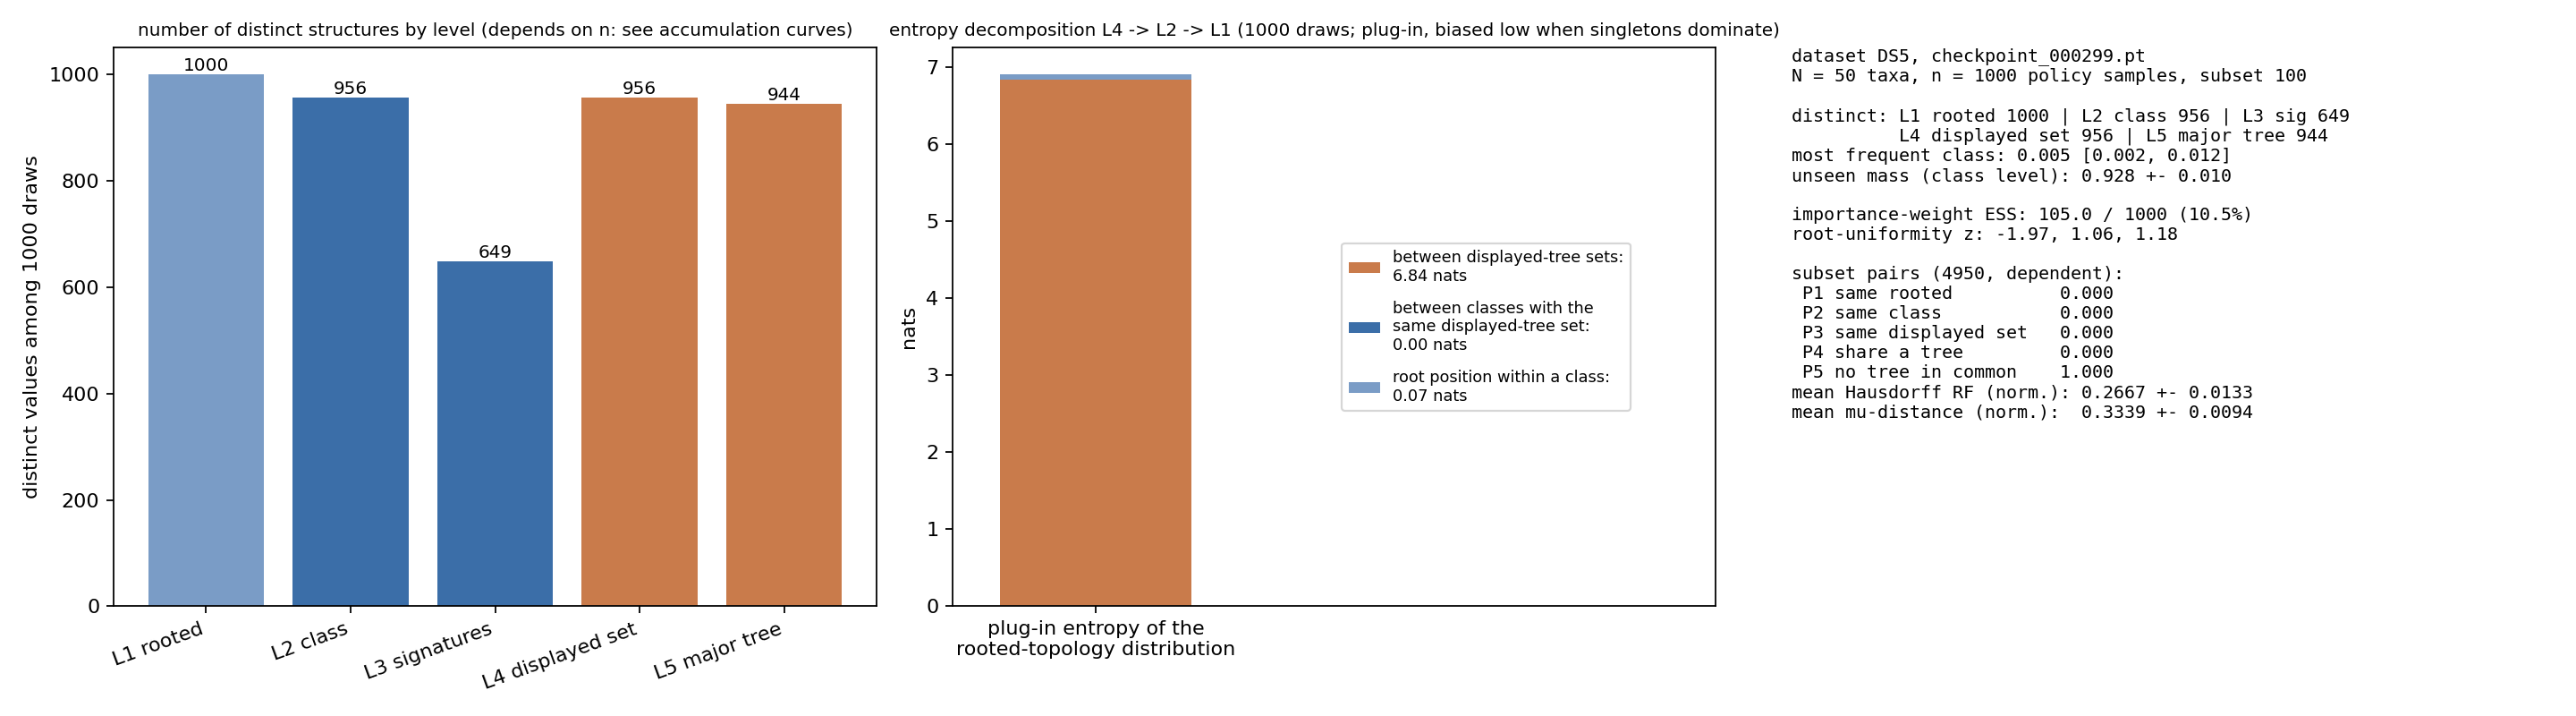 number of distinct structures by level (depends on n: see accumulation curves)
distinct values among 1000 draws
1000
800
600
400
200
0
1000
956
649
956
944
L1 rooted
L2 class
L3 signatures
L4 displayed set
L5 major tree
entropy decomposition L4 -> L2 -> L1 (1000 draws; plug-in, biased low when singletons dominate)
nats
7
6
5
4
3
2
1
0
between displayed-tree sets:
6.84 nats
between classes with the
same displayed-tree set:
0.00 nats
root position within a class:
0.07 nats
plug-in entropy of the
rooted-topology distribution
dataset DS5, checkpoint_000299.pt
N = 50 taxa, n = 1000 policy samples, subset 100
distinct: L1 rooted 1000 | L2 class 956 | L3 sig 649
L4 displayed set 956 | L5 major tree 944
most frequent class: 0.005 [0.002, 0.012]
unseen mass (class level): 0.928 +- 0.010
importance-weight ESS: 105.0 / 1000 (10.5%)
root-uniformity z: -1.97, 1.06, 1.18
subset pairs (4950, dependent):
P1 same rooted 0.000
P2 same class 0.000
P3 same displayed set 0.000
P4 share a tree 0.000
P5 no tree in common 1.000
mean Hausdorff RF (norm.): 0.2667 +- 0.0133
mean mu-distance (norm.): 0.3339 +- 0.0094